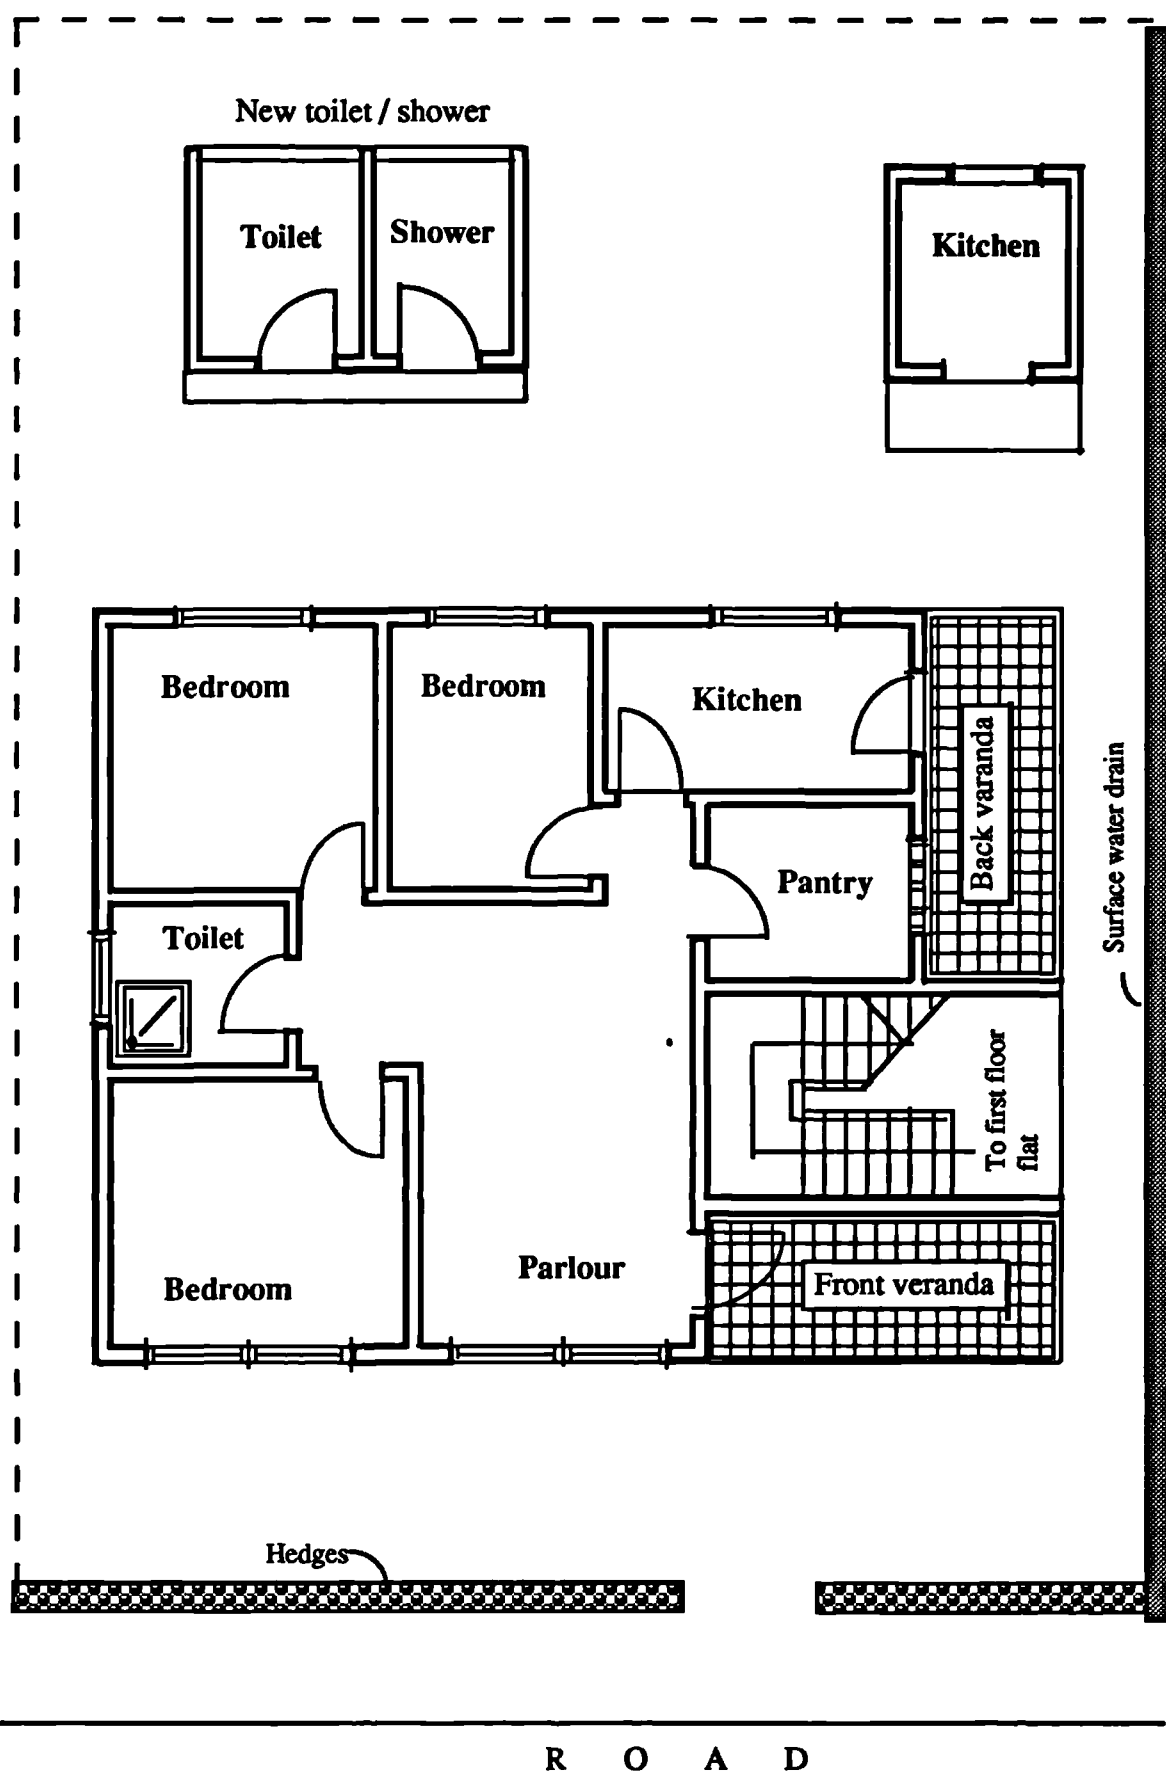 New toilet / shower
Toilet
Shower
Kitchen
Bedroom
Bedroom
Kitchen
Back varanda
Surface water drain
Pantry
Toilet
To first floor
flat
Parlour
Front veranda
Bedroom
Hedges
R O A D